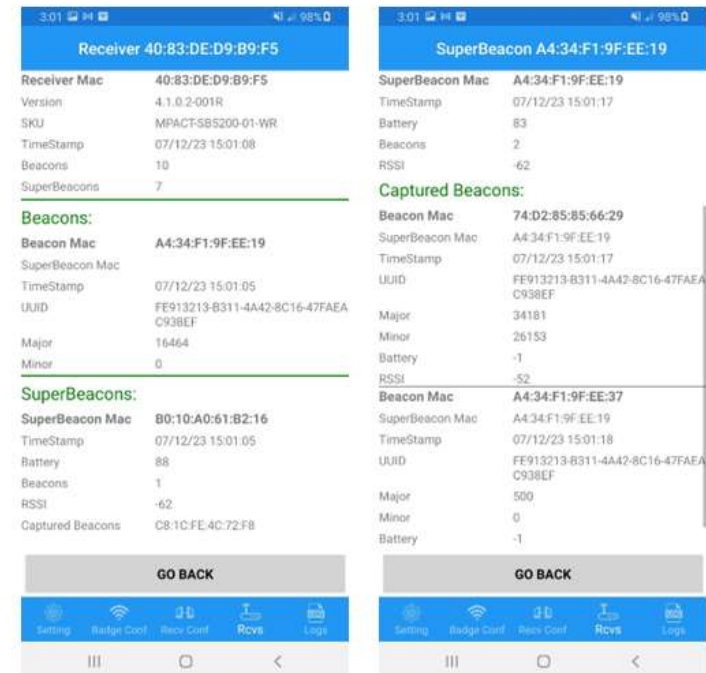 3:01 98%
Receiver 40:83:DE:D9:B9:F5
Receiver Mac 40:83:DE:D9:B9:F5
Version 4.1.0.2-001R
SKU MPACT-SB5200-01-WR
TimeStamp 07/12/23 15:01:08
Beacons 10
SuperBeacons 7
Beacons:
Beacon Mac A4:34:F1:9F:EE:19
SuperBeacon Mac
TimeStamp 07/12/23 15:01:05
UUID FE913213-B311-4A42-8C16-47FAEA
C938EF
Major 16464
Minor 0
SuperBeacons:
SuperBeacon Mac B0:10:A0:61:B2:16
TimeStamp 07/12/23 15:01:05
Battery 88
Beacons 1
RSSI -62
Captured Beacons C8:1C:FE:4C:72:F8
GO BACK
Setting Badge Conf Recv Conf Rcvs Logs
3:01 98%
SuperBeacon A4:34:F1:9F:EE:19
SuperBeacon Mac A4:34:F1:9F:EE:19
TimeStamp 07/12/23 15:01:17
Battery 83
Beacons 2
RSSI -62
Captured Beacons:
Beacon Mac 74:D2:85:85:66:29
SuperBeacon Mac A4:34:F1:9F:EE:19
TimeStamp 07/12/23 15:01:17
UUID FE913213-B311-4A42-8C16-47FAEA
C938EF
Major 34181
Minor 26153
Battery -1
RSSI -52
Beacon Mac A4:34:F1:9F:EE:37
SuperBeacon Mac A4:34:F1:9F:EE:19
TimeStamp 07/12/23 15:01:18
UUID FE913213-B311-4A42-8C16-47FAEA
C938EF
Major 500
Minor 0
Battery -1
GO BACK
Setting Badge Conf Recv Conf Rcvs Logs